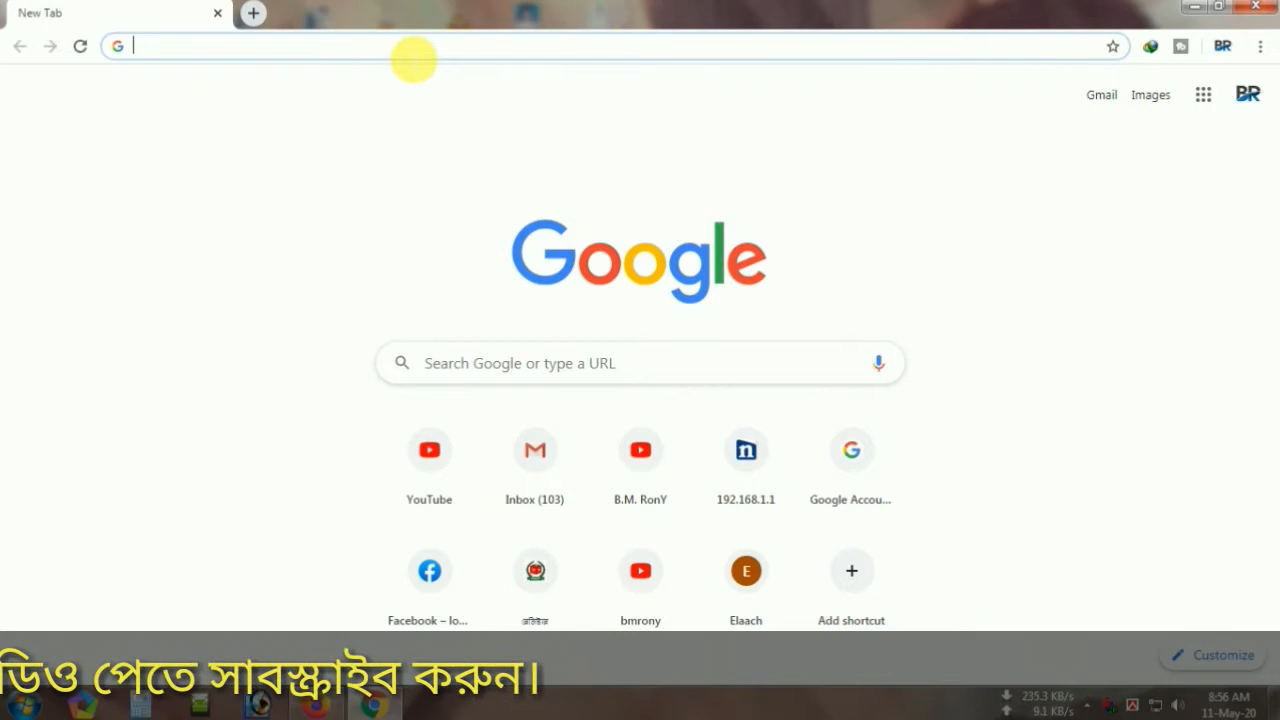 New Tab
Gmail
Images
BR
BR
Google
Search Google or type a URL
YouTube
Inbox (103)
B.M. RonY
192.168.1.1
Google Accou...
Facebook – lo...
bmrony
E
Elaach
Add shortcut
ডিও পেতে সাবস্ক্রাইব করুন।
Customize
235.3 KB/s
9.1 KB/s
8:56 AM
11-May-20